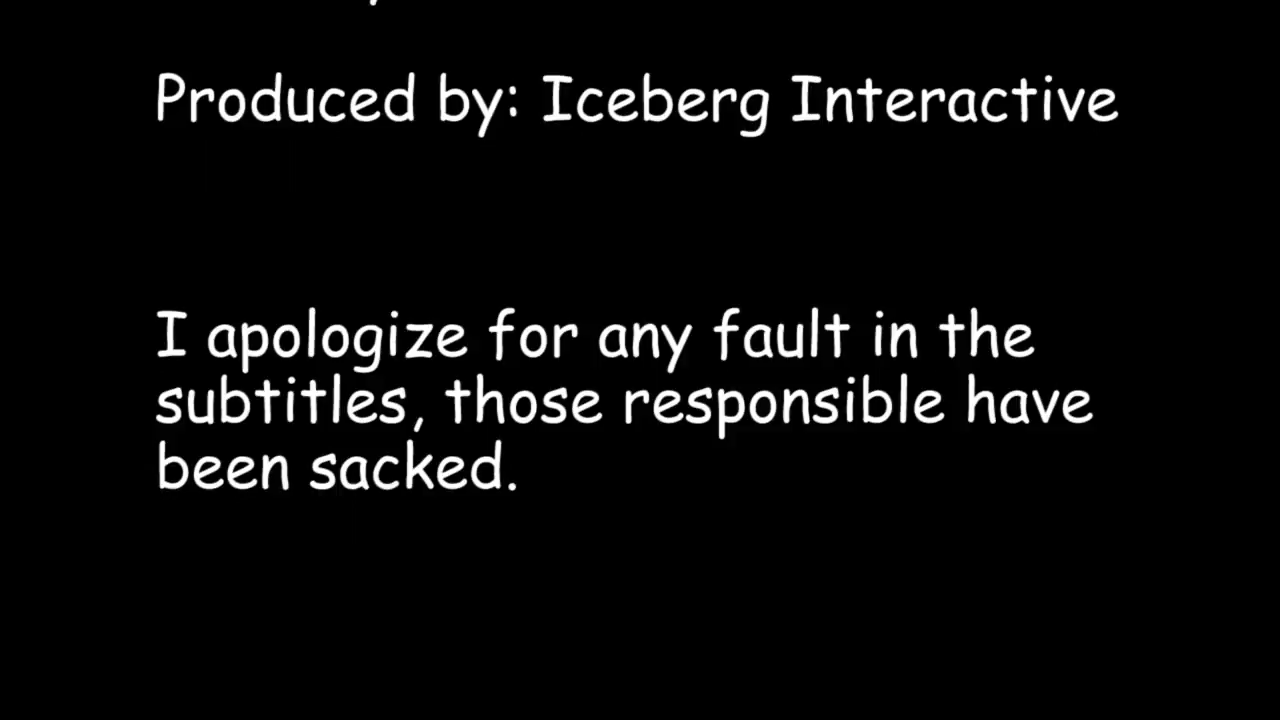 Produced by: Iceberg Interactive
I apologize for any fault in the
subtitles, those responsible have
been sacked.